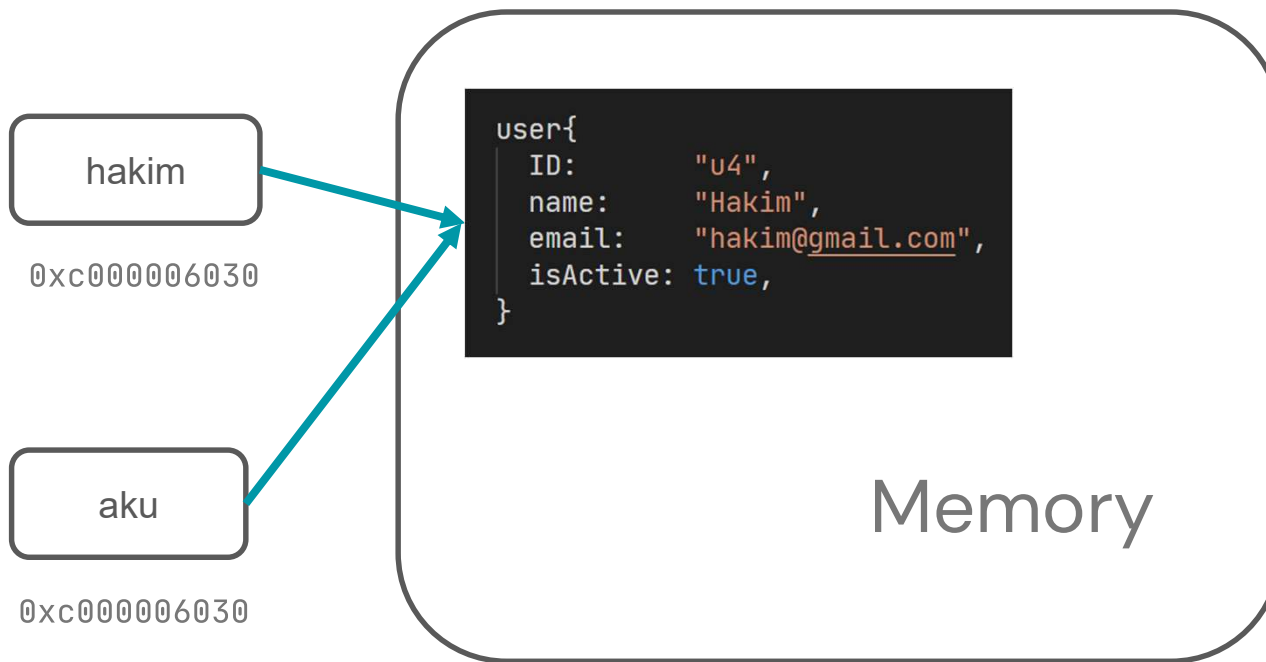 hakim
0xc000006030
user{
ID: "u4",
name: "Hakim",
email: "hakim@gmail.com",
isActive: true,
}
aku
0xc000006030
Memory